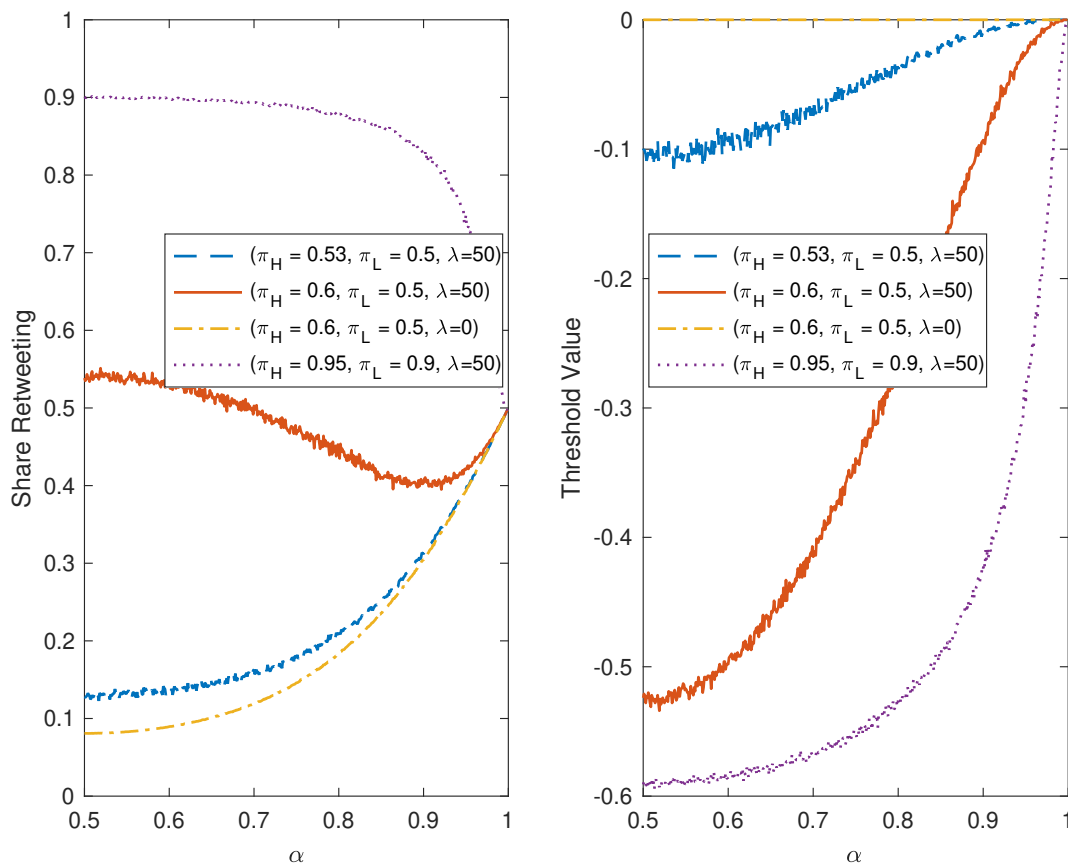 1
0.9
0.8
0.7
0.6
0.5
0.4
0.3
0.2
0.1
0
Share Retweeting
(π_H = 0.53, π_L = 0.5, λ=50)
(π_H = 0.6, π_L = 0.5, λ=50)
(π_H = 0.6, π_L = 0.5, λ=0)
(π_H = 0.95, π_L = 0.9, λ=50)
0.5 0.6 0.7 0.8 0.9 1
α
0
-0.1
-0.2
-0.3
-0.4
-0.5
-0.6
Threshold Value
(π_H = 0.53, π_L = 0.5, λ=50)
(π_H = 0.6, π_L = 0.5, λ=50)
(π_H = 0.6, π_L = 0.5, λ=0)
(π_H = 0.95, π_L = 0.9, λ=50)
0.5 0.6 0.7 0.8 0.9 1
α